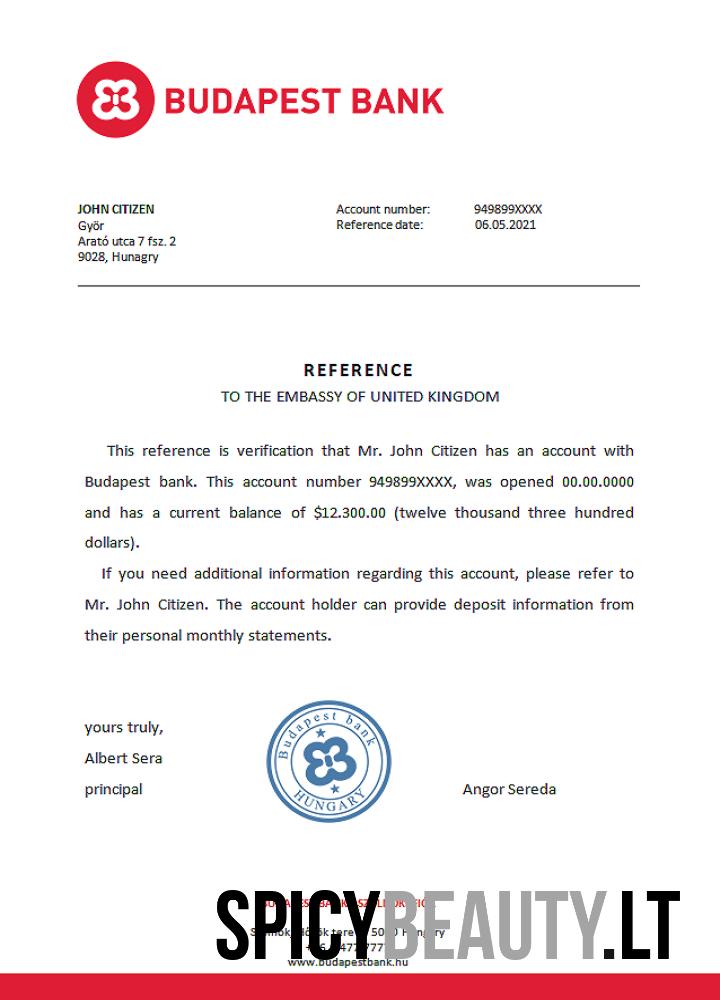 BUDAPEST BANK
JOHN CITIZEN
Györ
Arató utca 7 fsz. 2
9028, Hunagry
Account number: 949899XXXX
Reference date: 06.05.2021
REFERENCE
TO THE EMBASSY OF UNITED KINGDOM
This reference is verification that Mr. John Citizen has an account with
Budapest bank. This account number 949899XXXX, was opened 00.00.0000
and has a current balance of $12.300.00 (twelve thousand three hundred
dollars).
If you need additional information regarding this account, please refer to
Mr. John Citizen. The account holder can provide deposit information from
their personal monthly statements.
yours truly,
Albert Sera
principal
Budapest bank
HUNGARY
Angor Sereda
SPICYBEAUTY.LT
www.budapestbank.hu